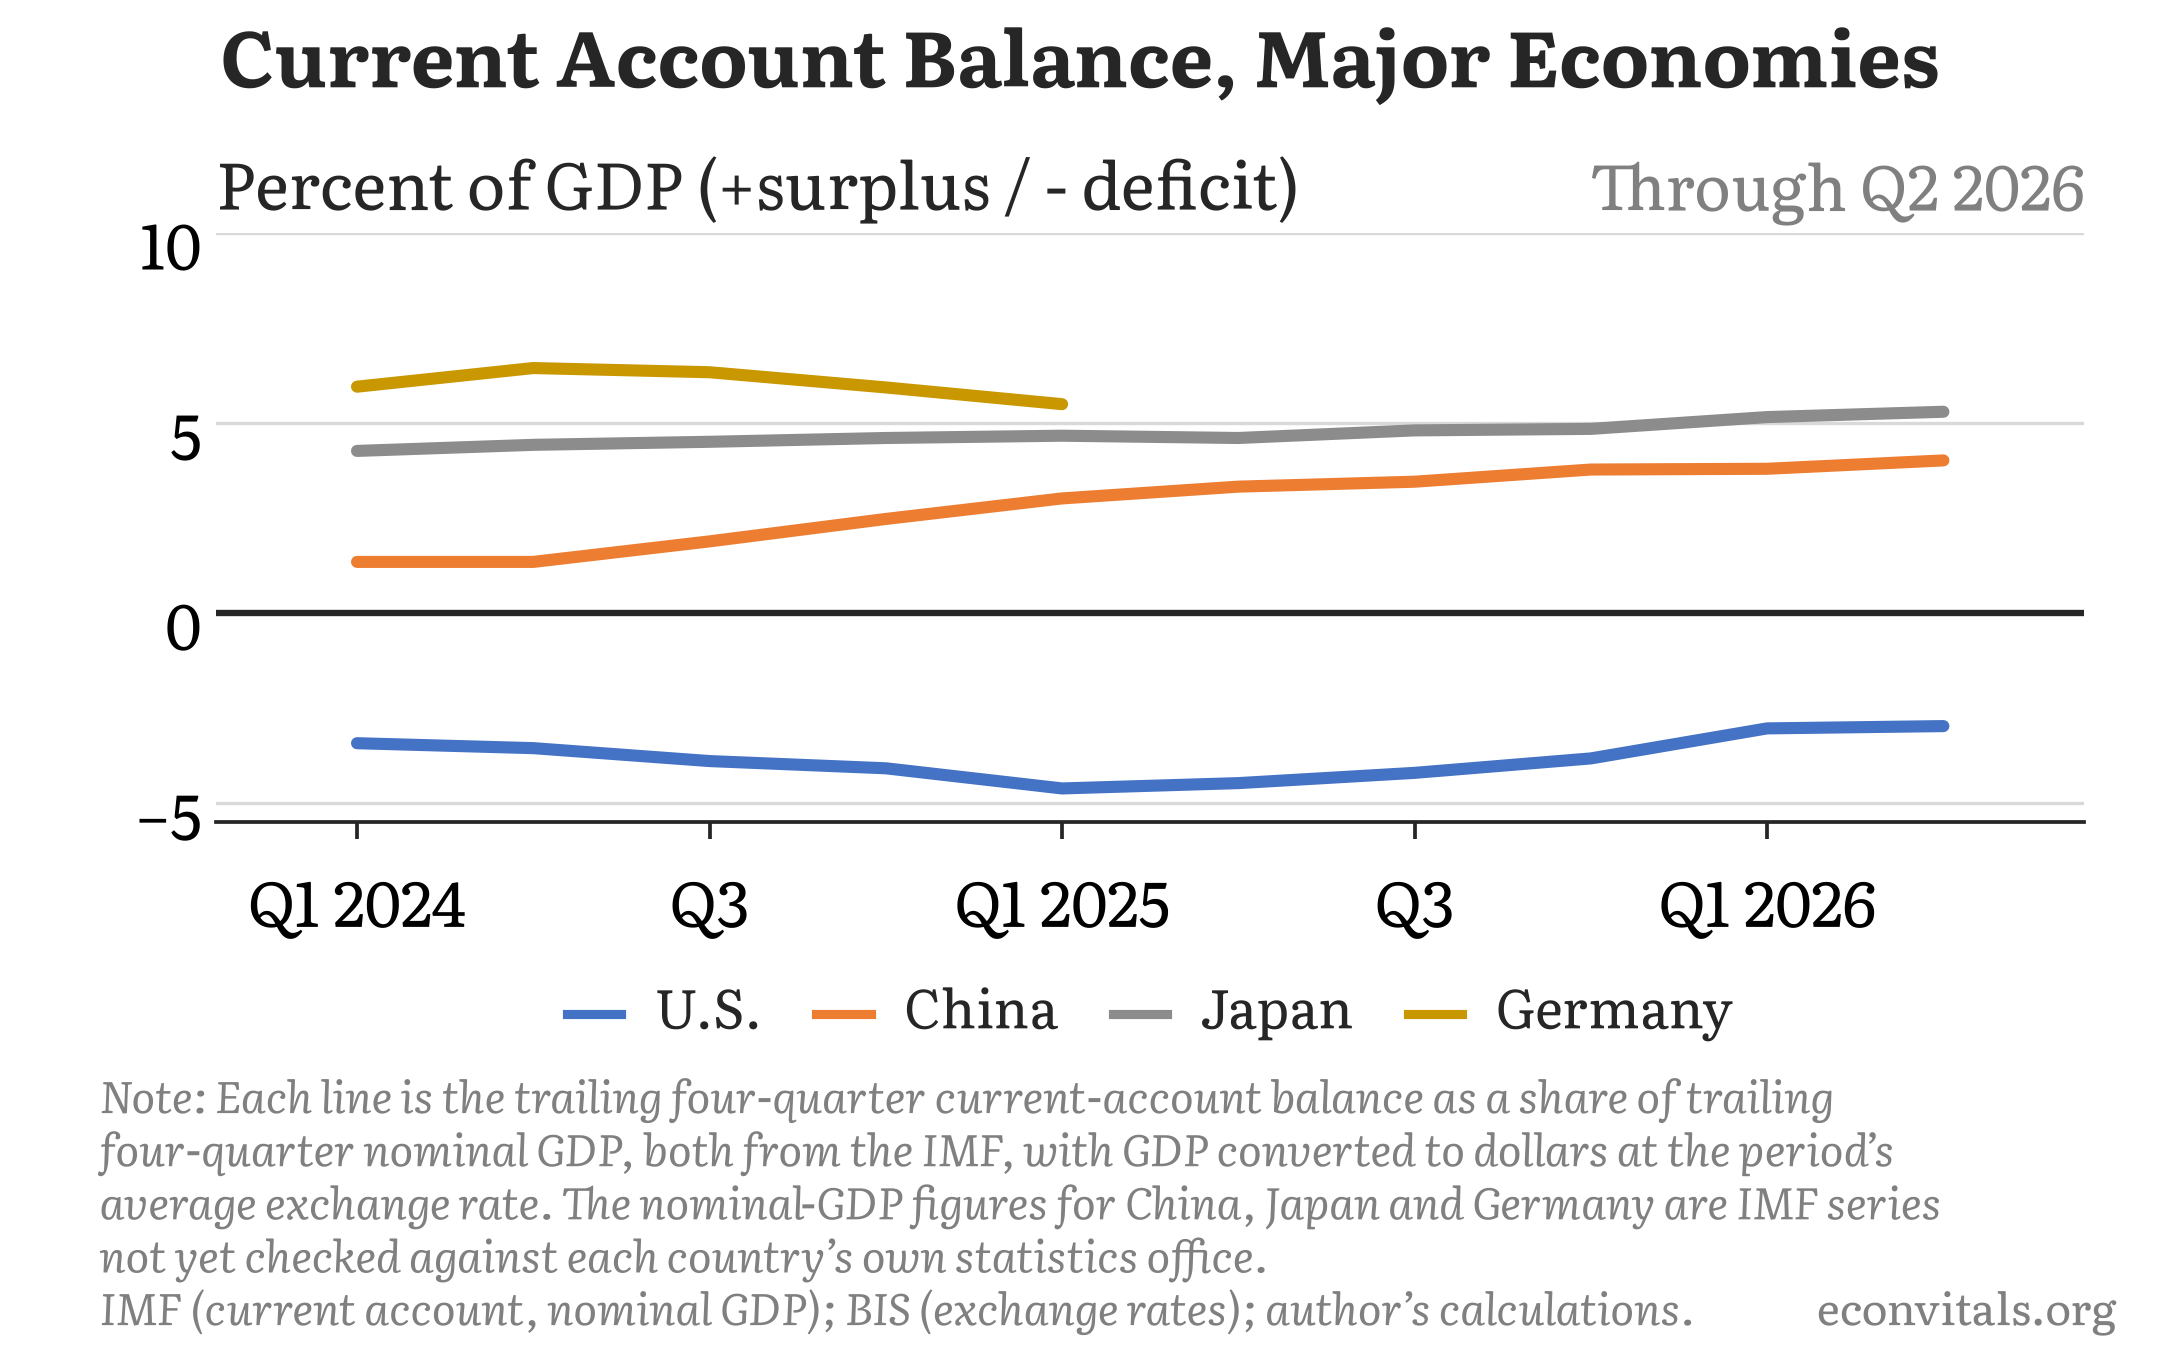 Current Account Balance, Major Economies
Percent of GDP (+surplus / - deficit)
Through Q2 2026
10
5
0
−5
Q1 2024
Q3
Q1 2025
Q3
Q1 2026
U.S.
China
Japan
Germany
Note: Each line is the trailing four-quarter current-account balance as a share of trailing
four-quarter nominal GDP, both from the IMF, with GDP converted to dollars at the period’s
average exchange rate. The nominal-GDP figures for China, Japan and Germany are IMF series
not yet checked against each country’s own statistics office.
IMF (current account, nominal GDP); BIS (exchange rates); author’s calculations.
econvitals.org